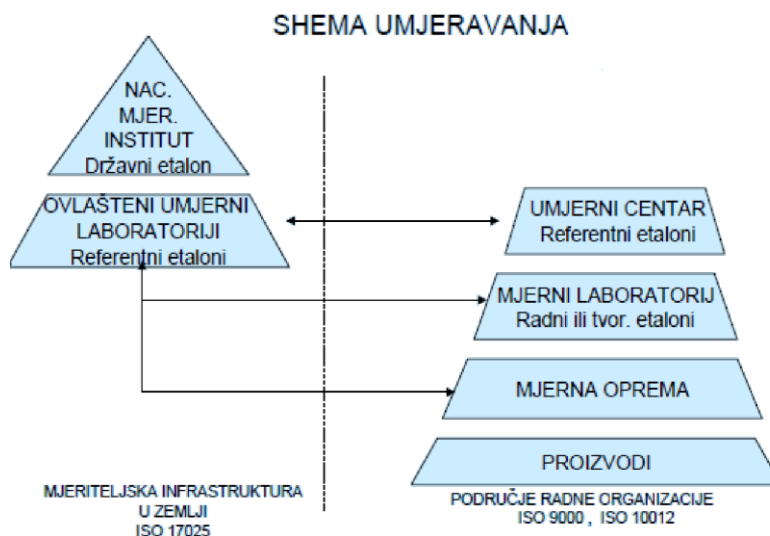 SHEMA UMJERAVANJA
NAC.
MJER.
INSTITUT
Državni etalon
OVLAŠTENI UMJERNI
LABORATORIJI
Referentni etaloni
UMJERNI CENTAR
Referentni etaloni
MJERNI LABORATORIJ
Radni ili tvor. etaloni
MJERNA OPREMA
PROIZVODI
MJERITELJSKA INFRASTRUKTURA
U ZEMLJI
ISO 17025
PODRUČJE RADNE ORGANIZACIJE
ISO 9000 , ISO 10012